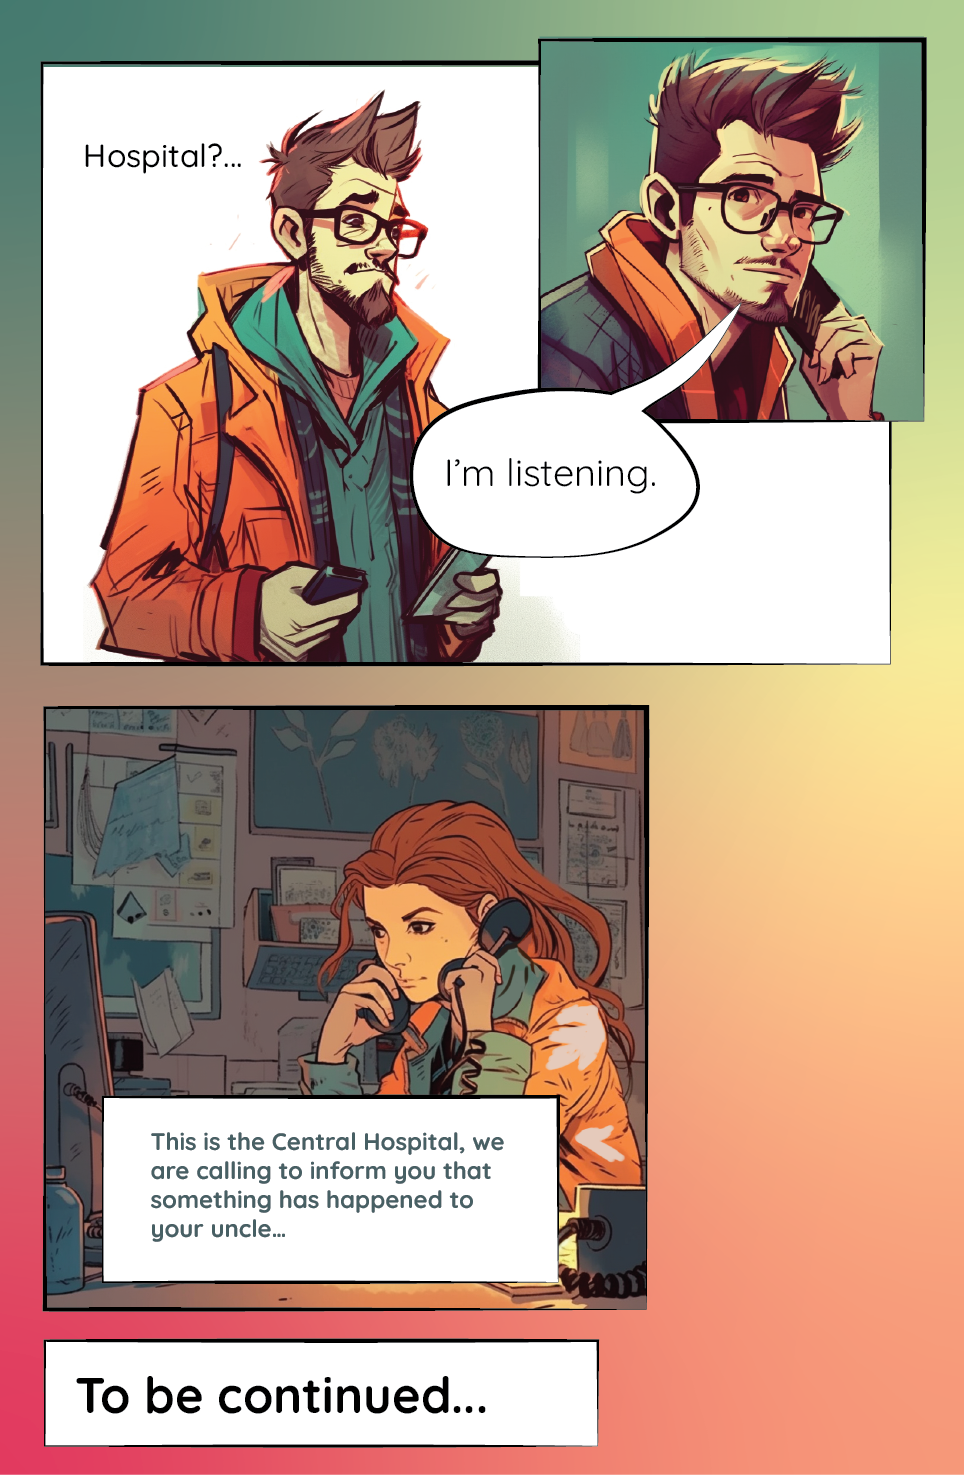 Hospital?...
I'm listening.
This is the Central Hospital, we
are calling to inform you that
something has happened to
your uncle...
To be continued...